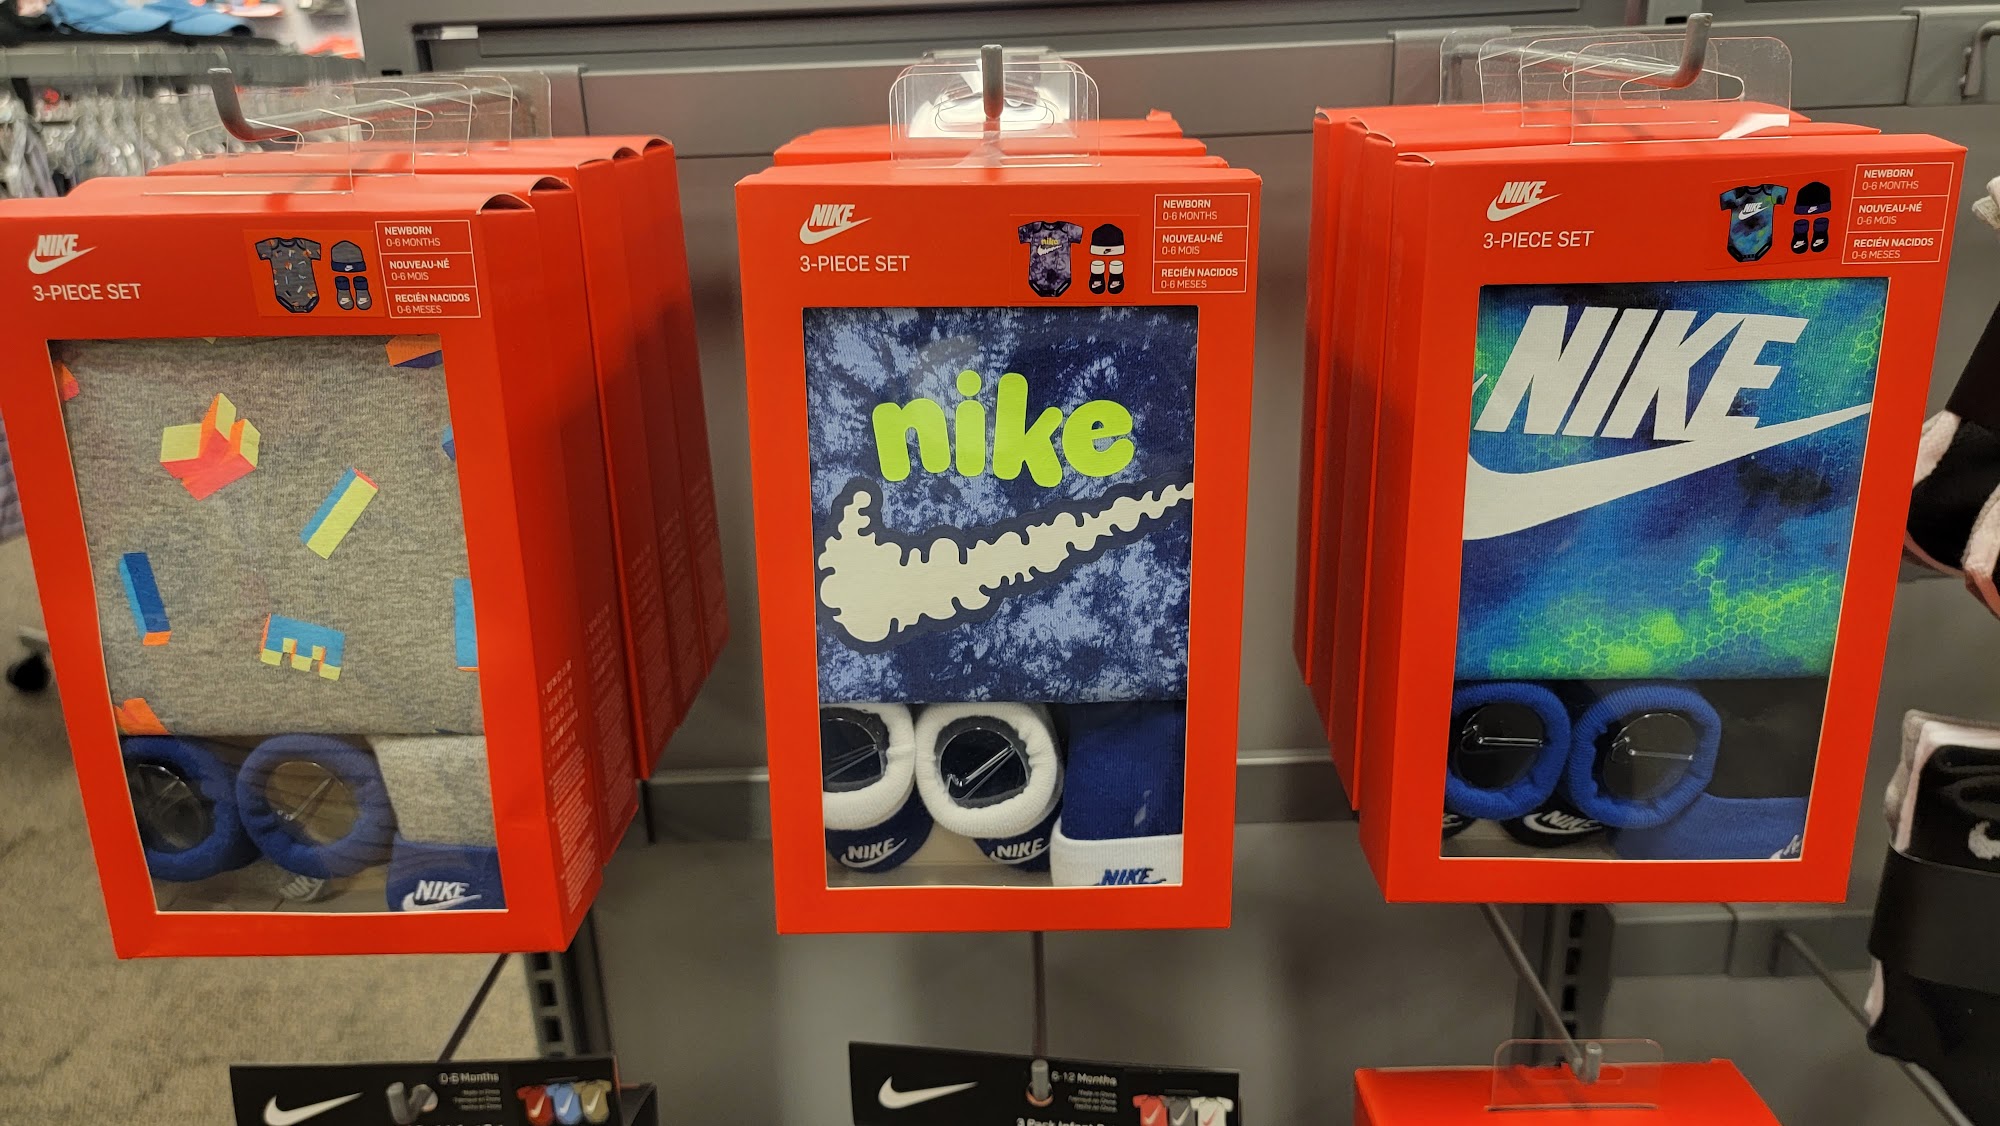 NIKE
3-PIECE SET
NEWBORN
0-6 MONTHS
NOUVEAU-NÉ
0-6 MOIS
RECIÉN NACIDOS
0-6 MESES
NIKE
NIKE
3-PIECE SET
NEWBORN
0-6 MONTHS
NOUVEAU-NÉ
0-6 MOIS
RECIÉN NACIDOS
0-6 MESES
nike
NIKE
NIKE
NIKE
NIKE
3-PIECE SET
NEWBORN
0-6 MONTHS
NOUVEAU-NÉ
0-6 MOIS
RECIÉN NACIDOS
0-6 MESES
NIKE
NIKE
0-6 Months
6-12 Months
3 Pack Infant